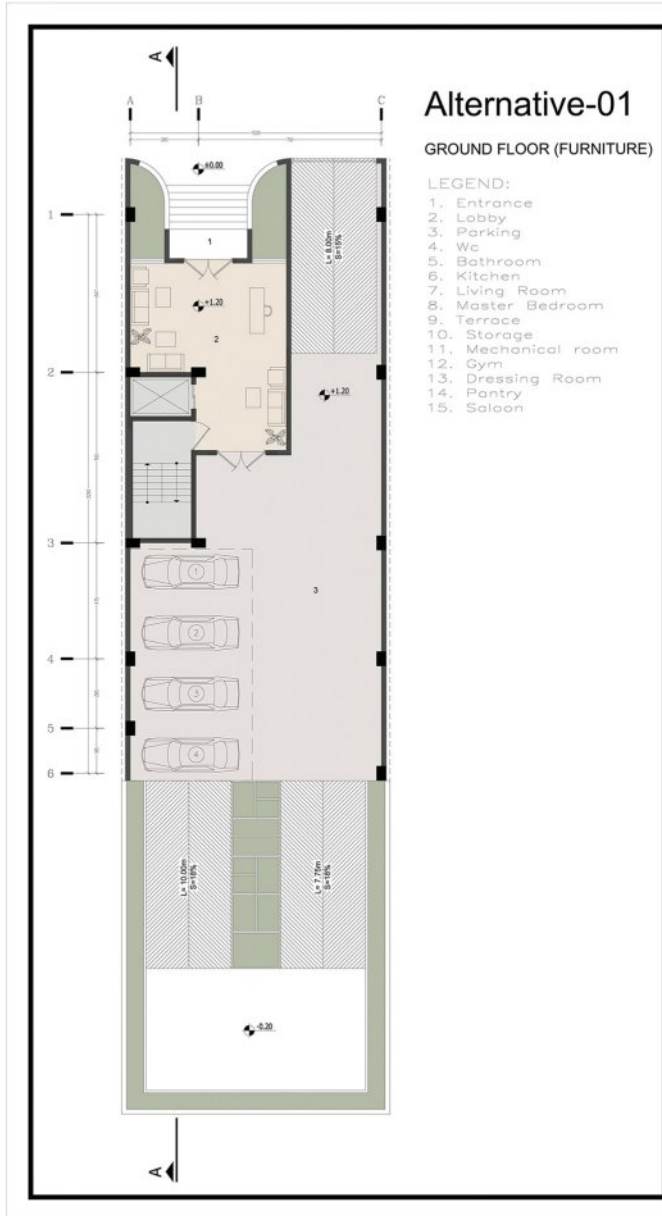 Alternative-01
GROUND FLOOR (FURNITURE)
LEGEND:
1. Entrance
2. Lobby
3. Parking
4. Wc
5. Bathroom
6. Kitchen
7. Living Room
8. Master Bedroom
9. Terrace
10. Storage
11. Mechanical room
12. Gym
13. Dressing Room
14. Pantry
15. Saloon
A
A B C
±0.00
1
1
L= 8.00m
S=15%
+1.20
2
2
+1.20
3
1
3
2
4
3
5
4
6
L= 10.00m
S=18%
L= 7.75m
S=18%
-0.20
A